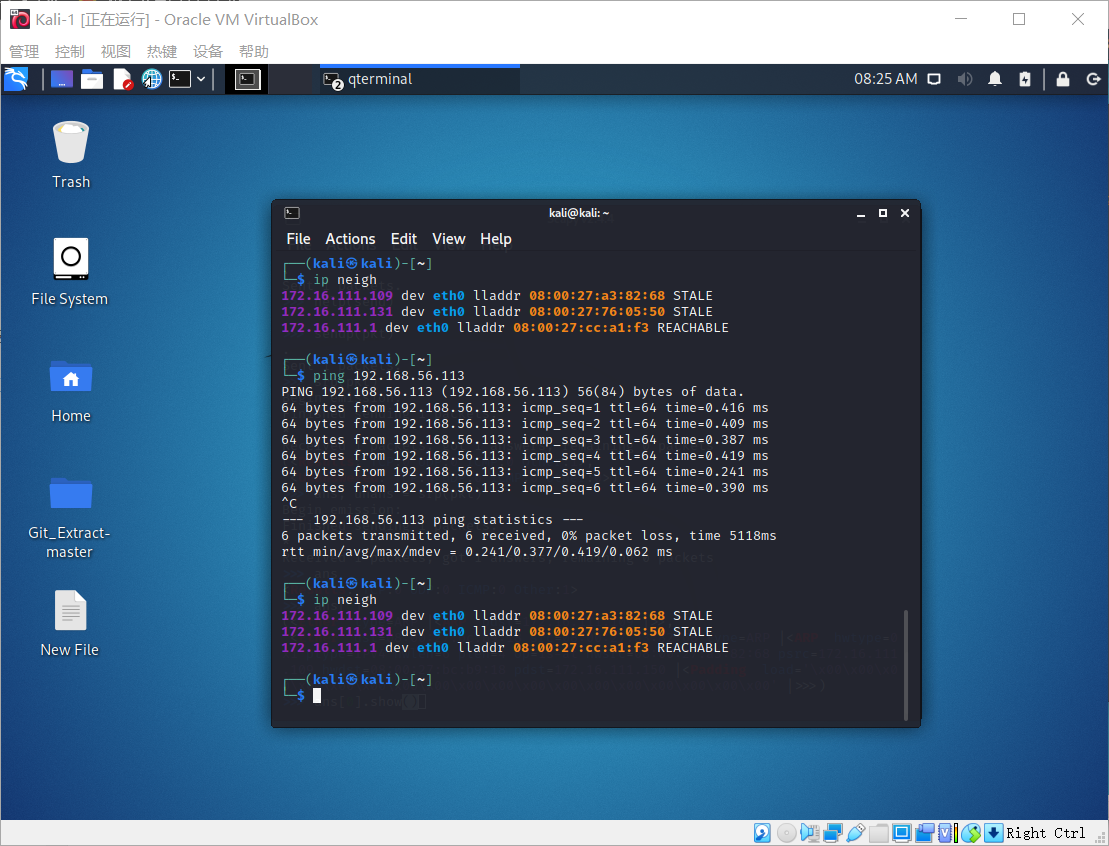 Kali-1 [正在运行] - Oracle VM VirtualBox
管理 控制 视图 热键 设备 帮助
2 qterminal 08:25 AM
Trash
File System
Home
Git_Extract-
master
New File
kali@kali: ~
File Actions Edit View Help
┌──(kali㉿kali)-[~]
└─$ ip neigh
172.16.111.109 dev eth0 lladdr 08:00:27:a3:82:68 STALE
172.16.111.131 dev eth0 lladdr 08:00:27:76:05:50 STALE
172.16.111.1 dev eth0 lladdr 08:00:27:cc:a1:f3 REACHABLE
┌──(kali㉿kali)-[~]
└─$ ping 192.168.56.113
PING 192.168.56.113 (192.168.56.113) 56(84) bytes of data.
64 bytes from 192.168.56.113: icmp_seq=1 ttl=64 time=0.416 ms
64 bytes from 192.168.56.113: icmp_seq=2 ttl=64 time=0.409 ms
64 bytes from 192.168.56.113: icmp_seq=3 ttl=64 time=0.387 ms
64 bytes from 192.168.56.113: icmp_seq=4 ttl=64 time=0.419 ms
64 bytes from 192.168.56.113: icmp_seq=5 ttl=64 time=0.241 ms
64 bytes from 192.168.56.113: icmp_seq=6 ttl=64 time=0.390 ms
^C
--- 192.168.56.113 ping statistics ---
6 packets transmitted, 6 received, 0% packet loss, time 5118ms
rtt min/avg/max/mdev = 0.241/0.377/0.419/0.062 ms
┌──(kali㉿kali)-[~]
└─$ ip neigh
172.16.111.109 dev eth0 lladdr 08:00:27:a3:82:68 STALE
172.16.111.131 dev eth0 lladdr 08:00:27:76:05:50 STALE
172.16.111.1 dev eth0 lladdr 08:00:27:cc:a1:f3 REACHABLE
┌──(kali㉿kali)-[~]
└─$
Right Ctrl